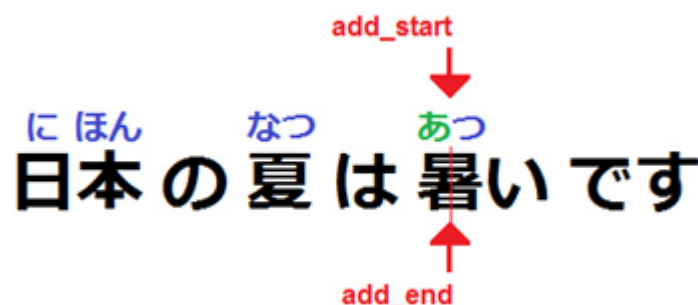 add_start
に ほん なつ あつ
日本 の 夏 は 暑い です
add_end